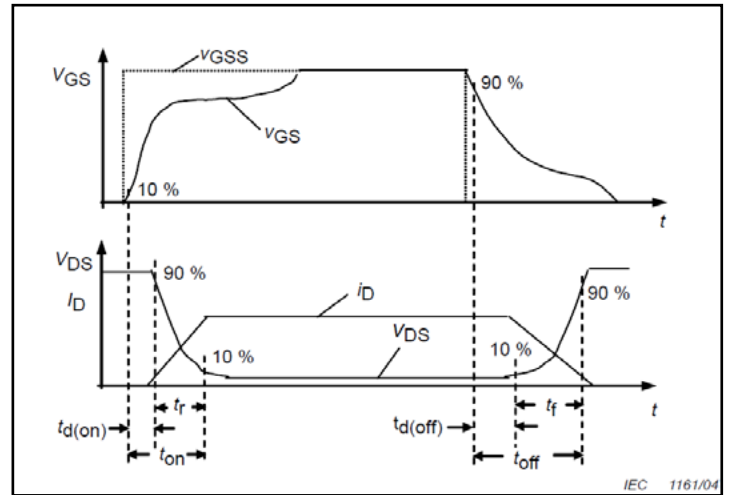 vGSS
VGS
90 %
vGS
10 %
t
VDS
90 %
ID
iD
90 %
VDS
10 %
10 %
tr
tf
t
td(on)
td(off)
ton
toff
IEC 1161/04